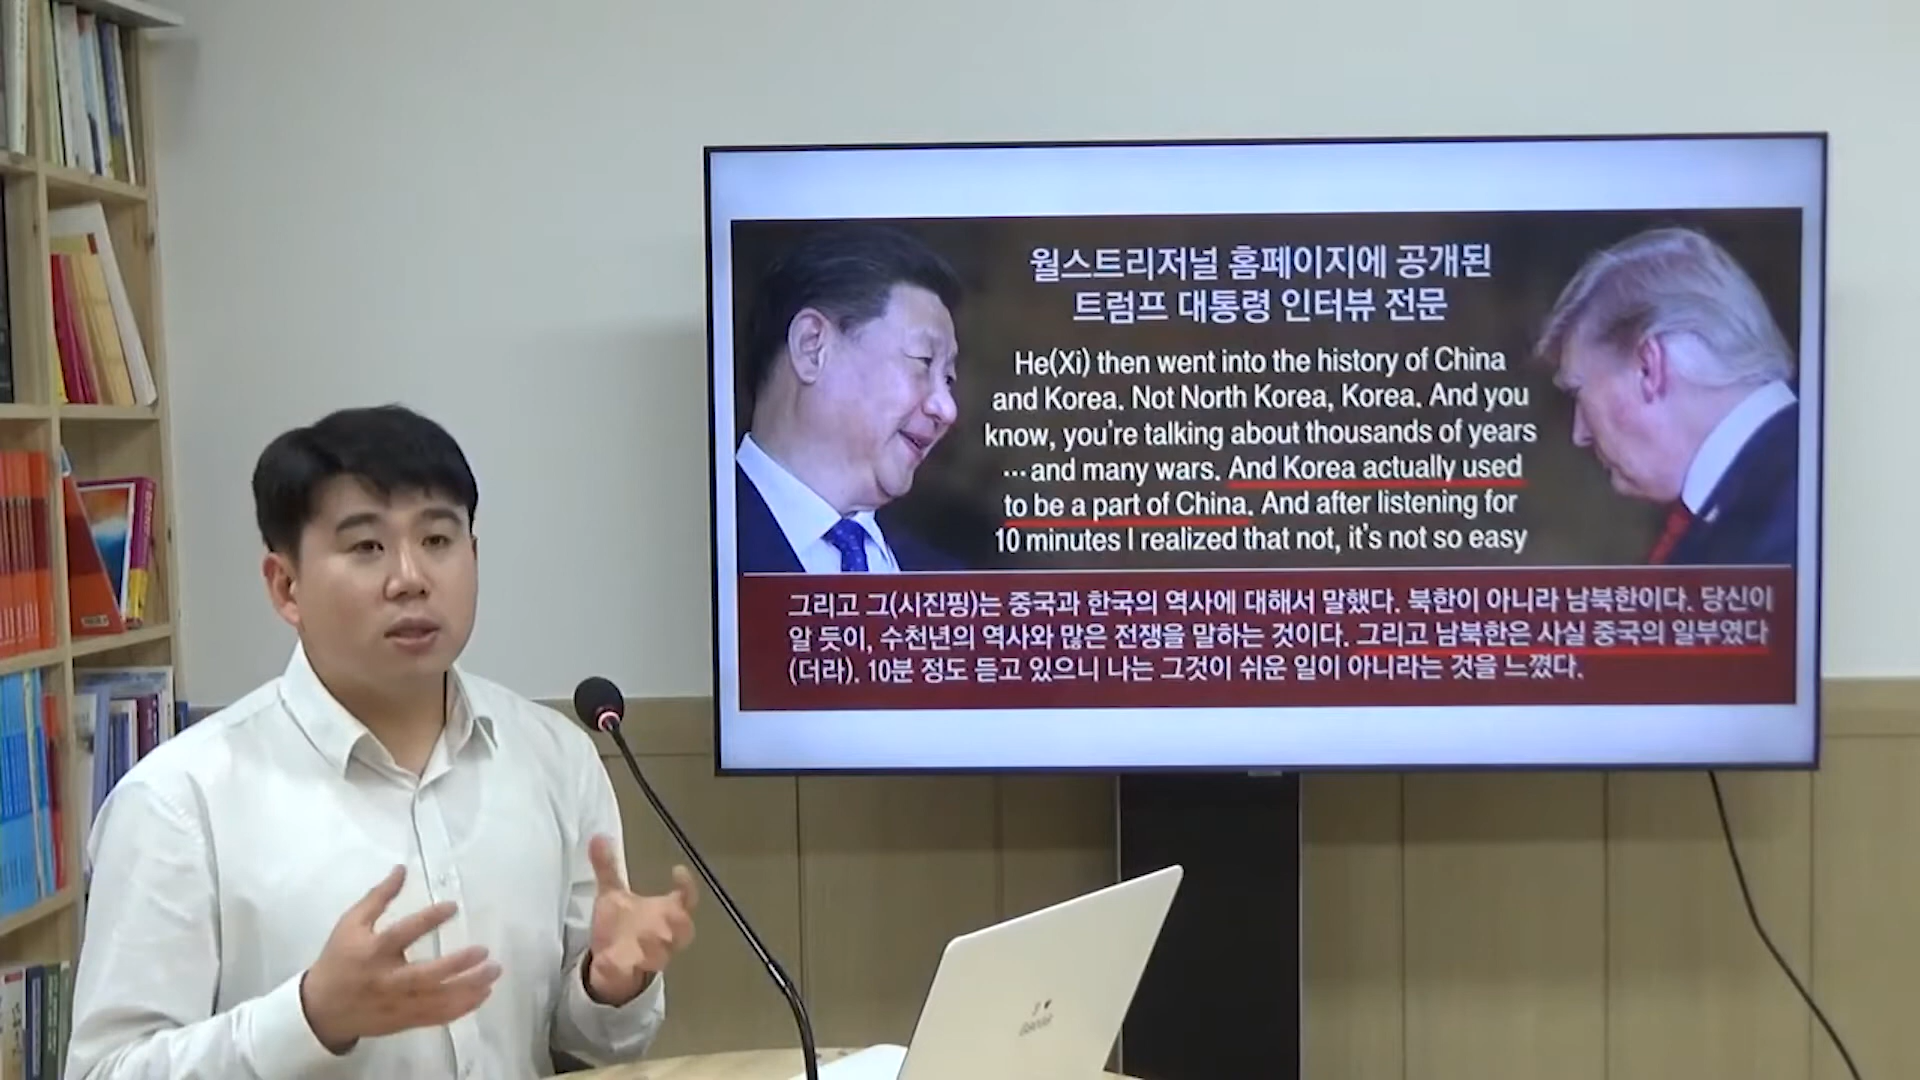 월스트리저널 홈페이지에 공개된
트럼프 대통령 인터뷰 전문
He(Xi) then went into the history of China
and Korea. Not North Korea, Korea. And you
know, you're talking about thousands of years
…and many wars. And Korea actually used
to be a part of China. And after listening for
10 minutes I realized that not, it's not so easy
그리고 그(시진핑)는 중국과 한국의 역사에 대해서 말했다. 북한이 아니라 남북한이다. 당신이
알 듯이, 수천년의 역사와 많은 전쟁을 말하는 것이다. 그리고 남북한은 사실 중국의 일부였다
(더라). 10분 정도 듣고 있으니 나는 그것이 쉬운 일이 아니라는 것을 느꼈다.